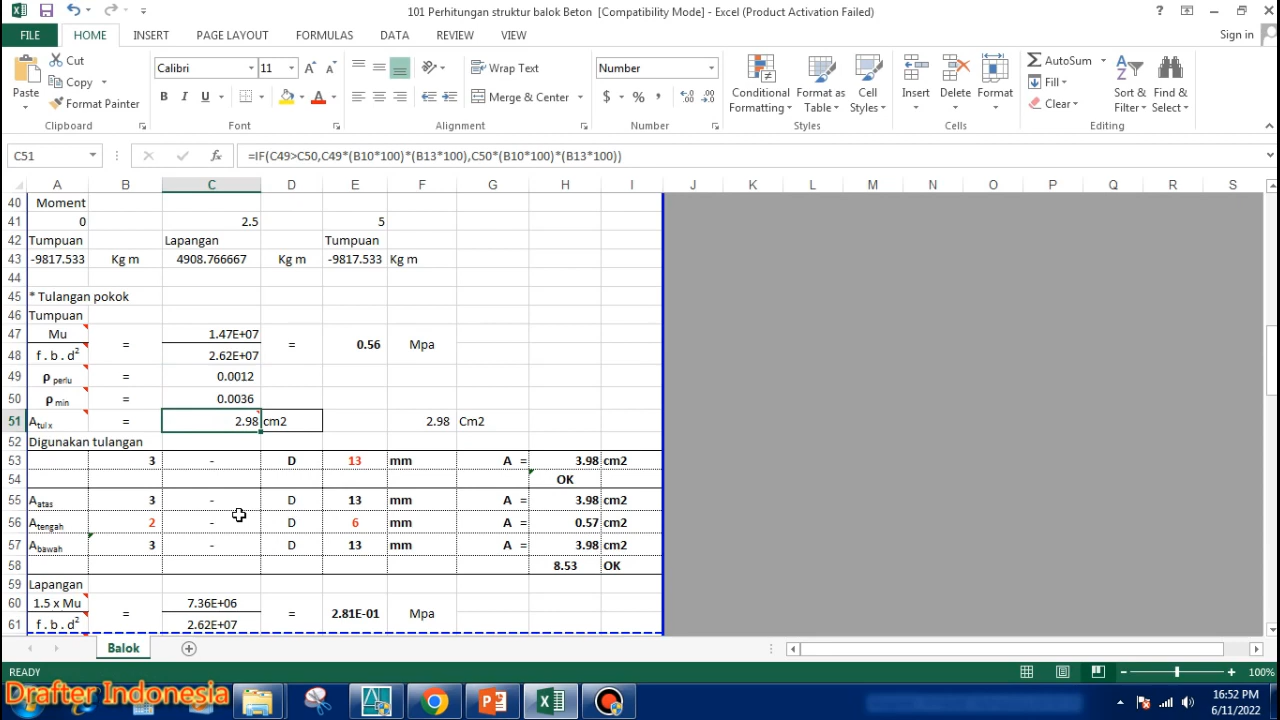 101 Perhitungan struktur balok Beton [Compatibility Mode] - Excel (Product Activation Failed)
FILE HOME INSERT PAGE LAYOUT FORMULAS DATA REVIEW VIEW Sign in
Cut
Copy
Format Painter
Paste
Clipboard
Calibri 11
B I U
Font
Wrap Text
Merge & Center
Alignment
Number
$ % ,
Number
Conditional Formatting
Format as Table
Cell Styles
Styles
Insert Delete Format
Cells
AutoSum
Fill
Clear
Sort & Filter
Find & Select
Editing
C51 fx =IF(C49>C50,C49*(B10*100)*(B13*100),C50*(B10*100)*(B13*100))
A B C D E F G H I J K L M N O P Q R S
40 Moment
41 0 2.5 5
42 Tumpuan Lapangan Tumpuan
43 -9817.533 Kg m 4908.766667 Kg m -9817.533 Kg m
44
45 * Tulangan pokok
46 Tumpuan
47 Mu = 1.47E+07 = 0.56 Mpa
48 f . b . d² 2.62E+07
49 ρ perlu = 0.0012
50 ρ min = 0.0036
51 A tul x = 2.98 cm2 2.98 Cm2
52 Digunakan tulangan
53 3 - D 13 mm A = 3.98 cm2
54 OK
55 Aatas 3 - D 13 mm A = 3.98 cm2
56 Atengah 2 - D 6 mm A = 0.57 cm2
57 Abawah 3 - D 13 mm A = 3.98 cm2
58 8.53 OK
59 Lapangan
60 1.5 x Mu = 7.36E+06 = 2.81E-01 Mpa
61 f . b . d² 2.62E+07
Balok
READY 100%
Drafter Indonesia
16:52 PM
6/11/2022